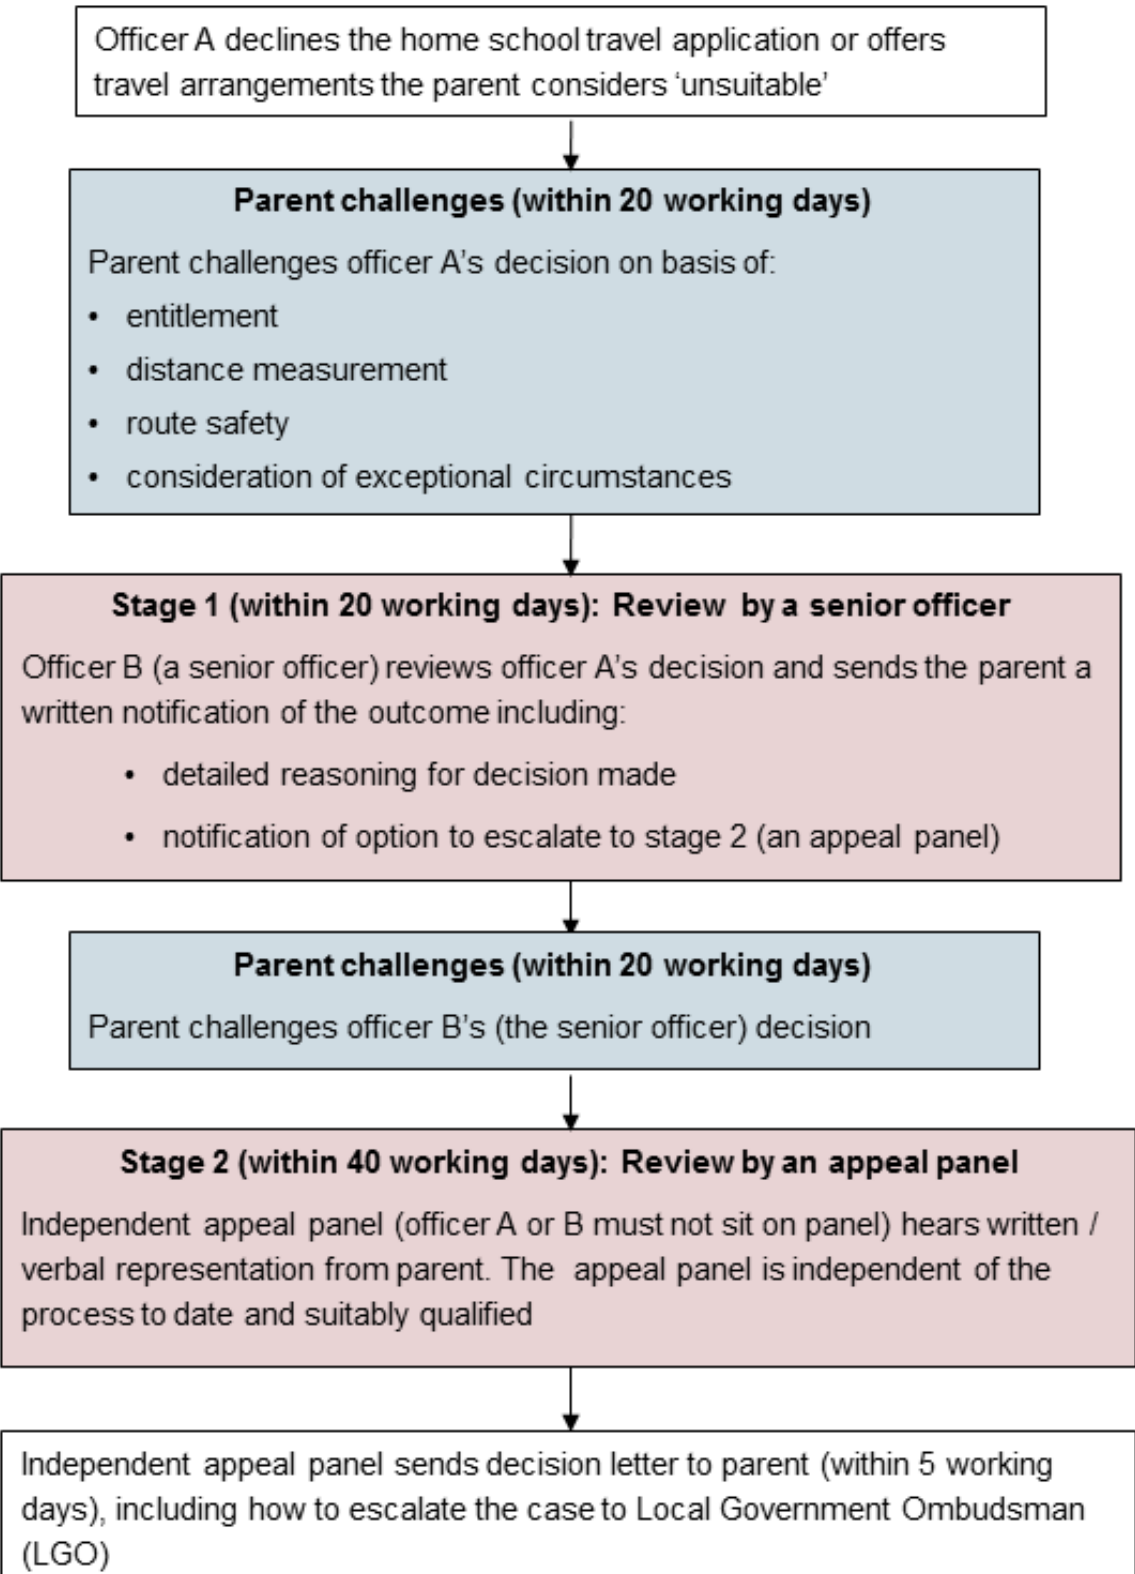 Officer A declines the home school travel application or offers
travel arrangements the parent considers ‘unsuitable’
Parent challenges (within 20 working days)
Parent challenges officer A’s decision on basis of:
• entitlement
• distance measurement
• route safety
• consideration of exceptional circumstances
Stage 1 (within 20 working days): Review by a senior officer
Officer B (a senior officer) reviews officer A’s decision and sends the parent a
written notification of the outcome including:
• detailed reasoning for decision made
• notification of option to escalate to stage 2 (an appeal panel)
Parent challenges (within 20 working days)
Parent challenges officer B’s (the senior officer) decision
Stage 2 (within 40 working days): Review by an appeal panel
Independent appeal panel (officer A or B must not sit on panel) hears written /
verbal representation from parent. The appeal panel is independent of the
process to date and suitably qualified
Independent appeal panel sends decision letter to parent (within 5 working
days), including how to escalate the case to Local Government Ombudsman
(LGO)